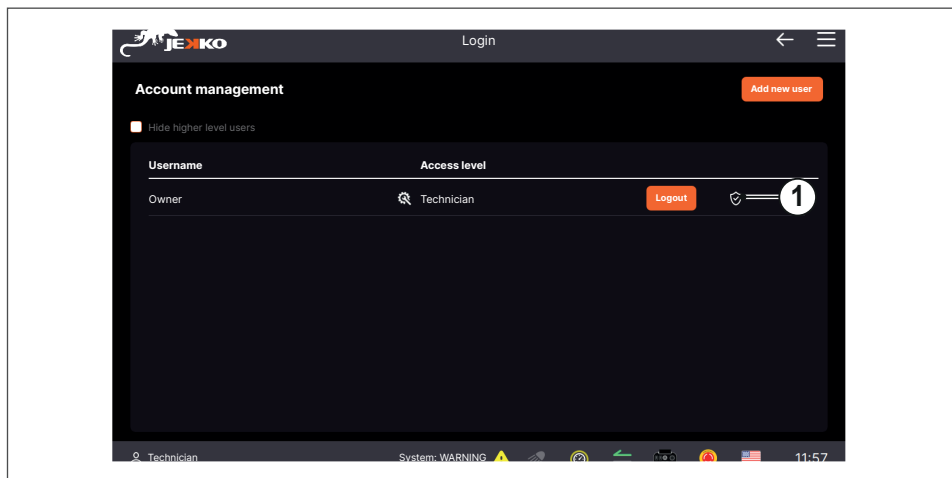 JEKKO
Login
Account management
Add new user
Hide higher level users
Username Access level
Owner Technician Logout 1
Technician System: WARNING 11:57